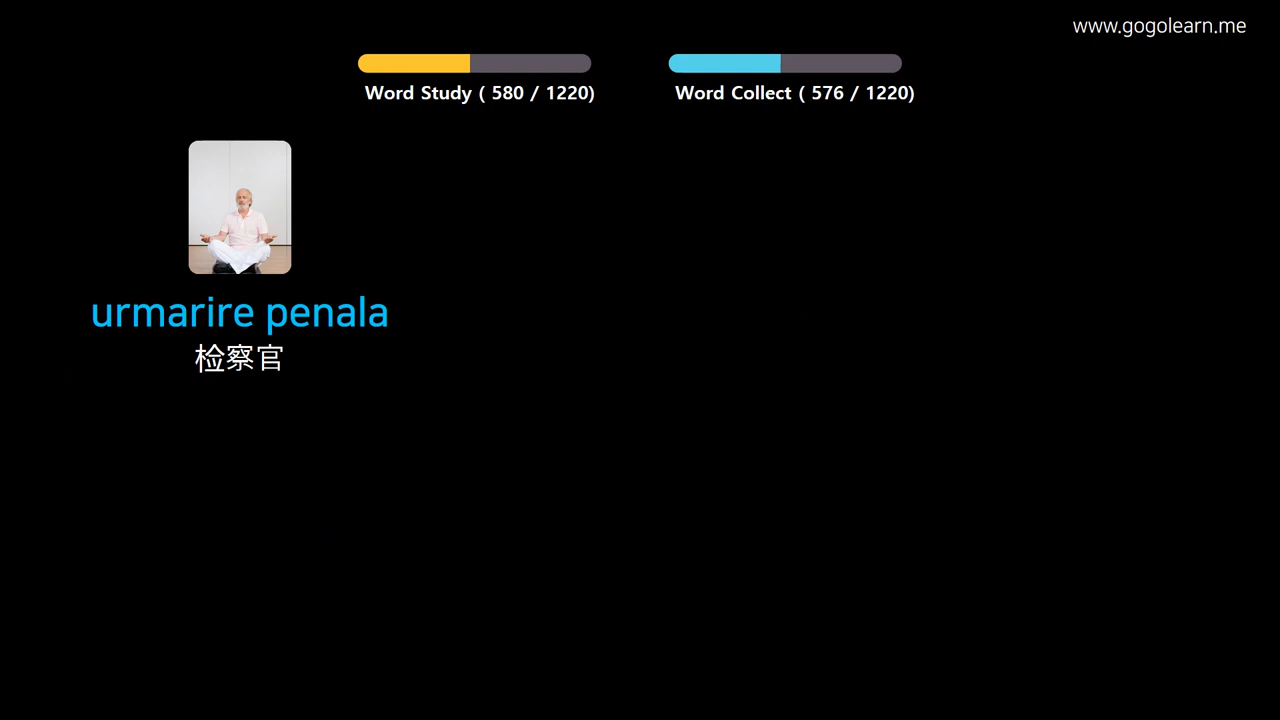 www.gogolearn.me
Word Study ( 580 / 1220)
Word Collect ( 576 / 1220)
urmarire penala
检察官